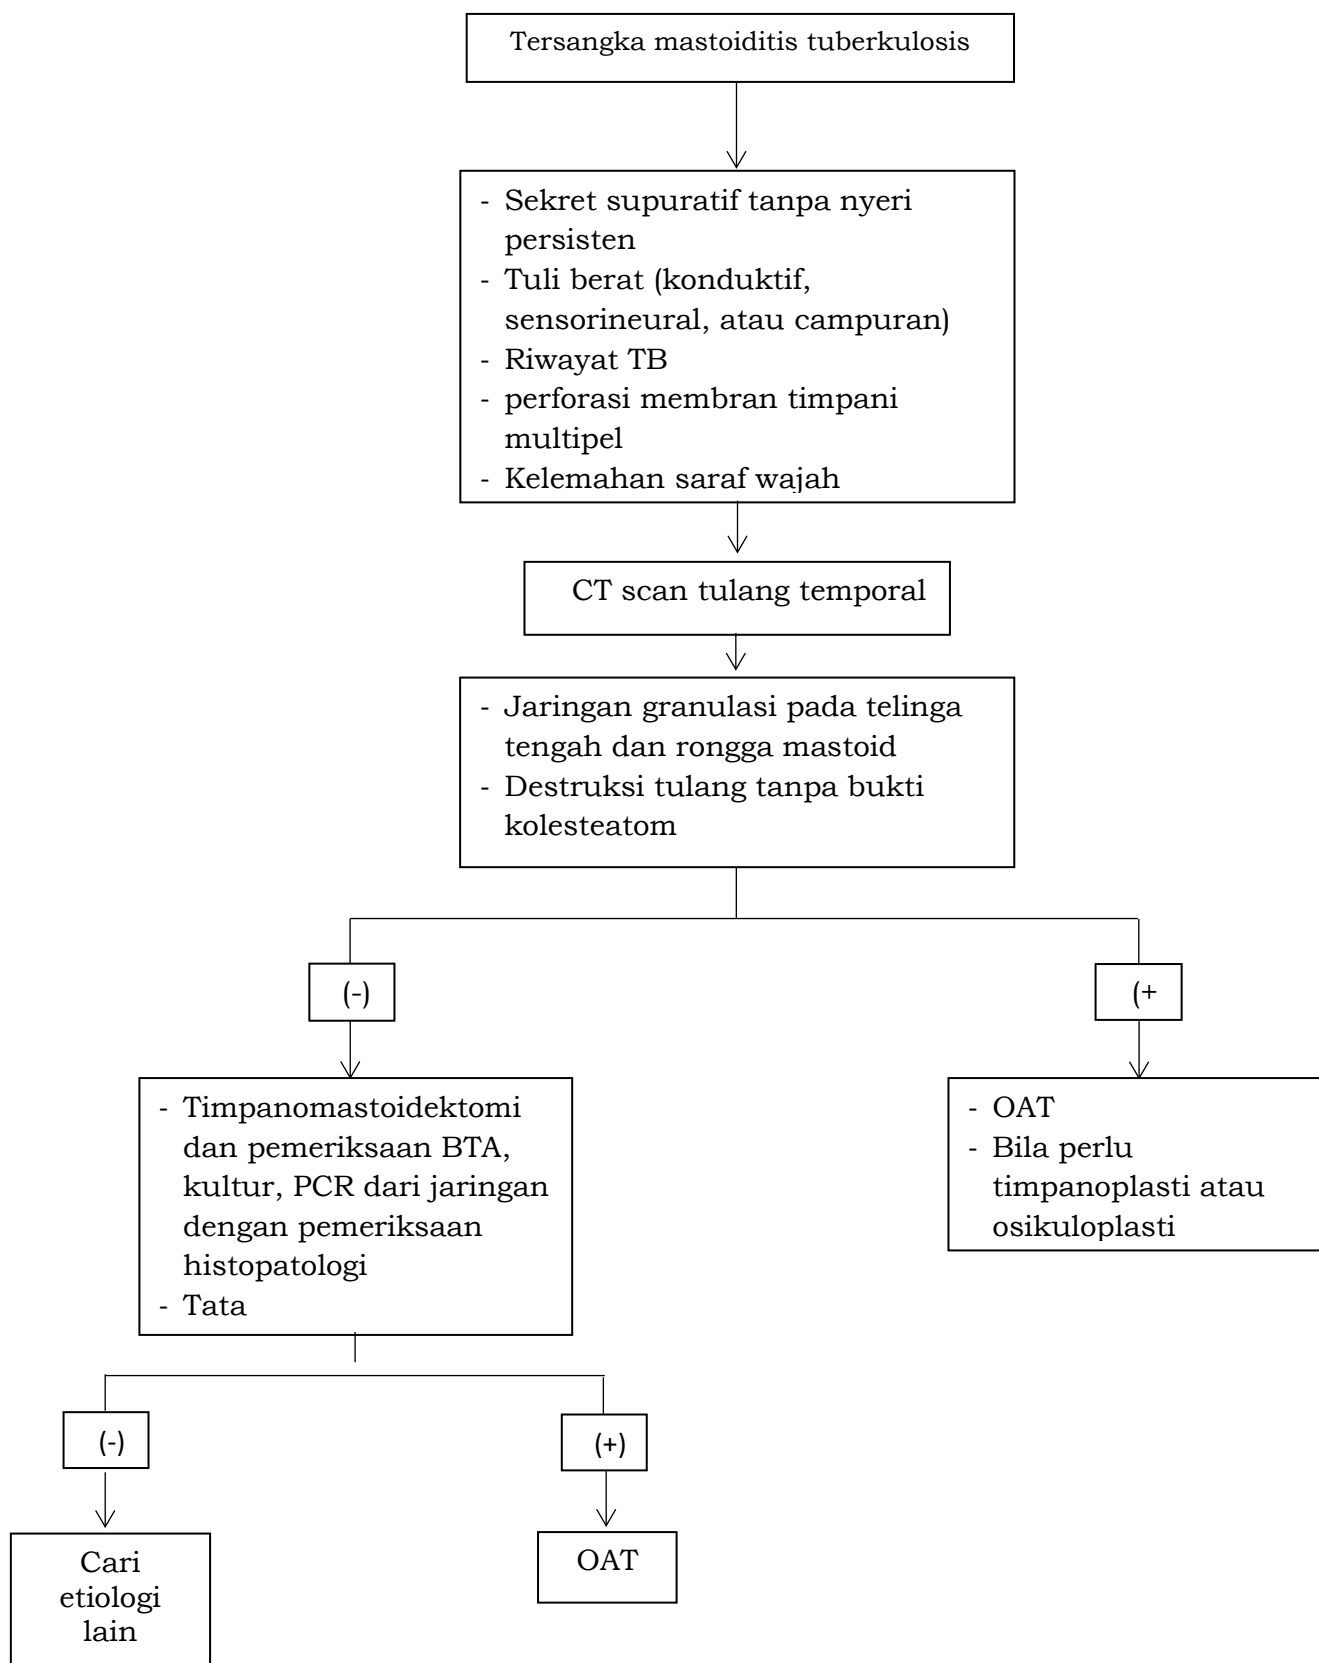 Tersangka mastoiditis tuberkulosis
- Sekret supuratif tanpa nyeri
persisten
- Tuli berat (konduktif,
sensorineural, atau campuran)
- Riwayat TB
- perforasi membran timpani
multipel
- Kelemahan saraf wajah
CT scan tulang temporal
- Jaringan granulasi pada telinga
tengah dan rongga mastoid
- Destruksi tulang tanpa bukti
kolesteatom
(-)
(+
- Timpanomastoidektomi
dan pemeriksaan BTA,
kultur, PCR dari jaringan
dengan pemeriksaan
histopatologi
- Tata
- OAT
- Bila perlu
timpanoplasti atau
osikuloplasti
(-)
(+)
Cari
etiologi
lain
OAT